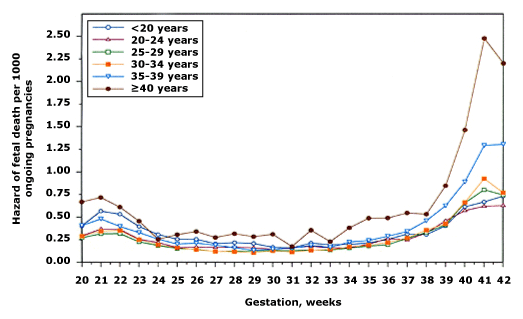 Hazard of fetal death per 1000
ongoing pregnancies
2.50
2.25
2.00
1.75
1.50
1.25
1.00
0.75
0.50
0.25
0.00
<20 years
20-24 years
25-29 years
30-34 years
35-39 years
≥40 years
20 21 22 23 24 25 26 27 28 29 30 31, 32 33 34 35 36 37 38 39 40 41 42
Gestation, weeks